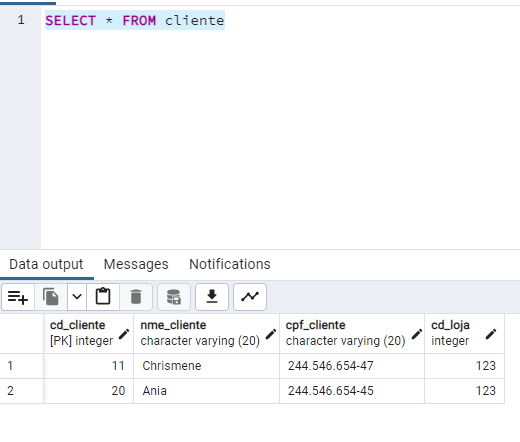 1 SELECT * FROM cliente
Data output Messages Notifications
cd_cliente nme_cliente cpf_cliente cd_loja
[PK] integer character varying (20) character varying (20) integer
1 11 Chrismene 244.546.654-47 123
2 20 Ania 244.546.654-45 123